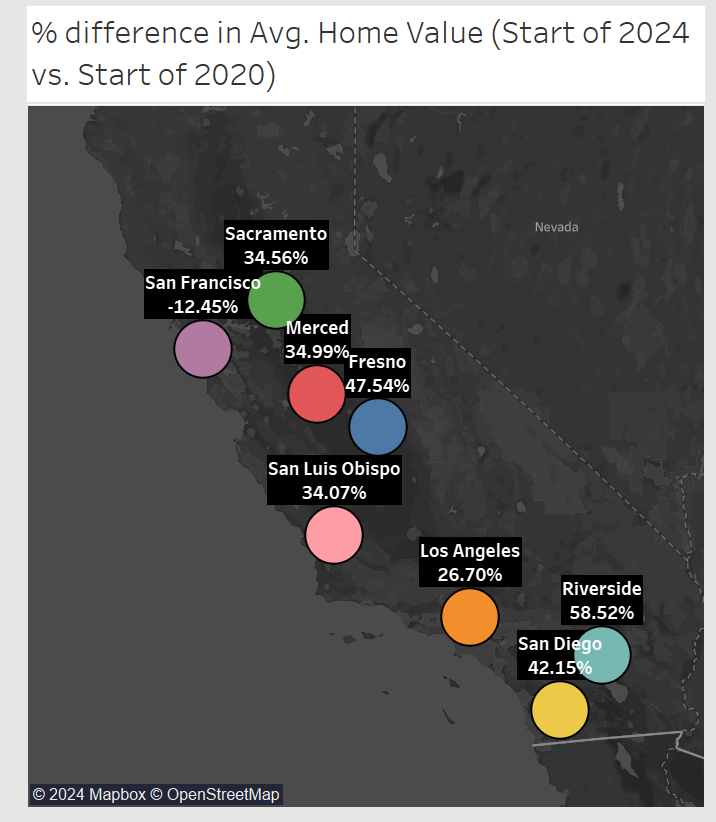 % difference in Avg. Home Value (Start of 2024
vs. Start of 2020)
Nevada
Sacramento
34.56%
San Francisco
-12.45%
Merced
34.99%
Fresno
47.54%
San Luis Obispo
34.07%
Los Angeles
26.70%
Riverside
58.52%
San Diego
42.15%
© 2024 Mapbox © OpenStreetMap